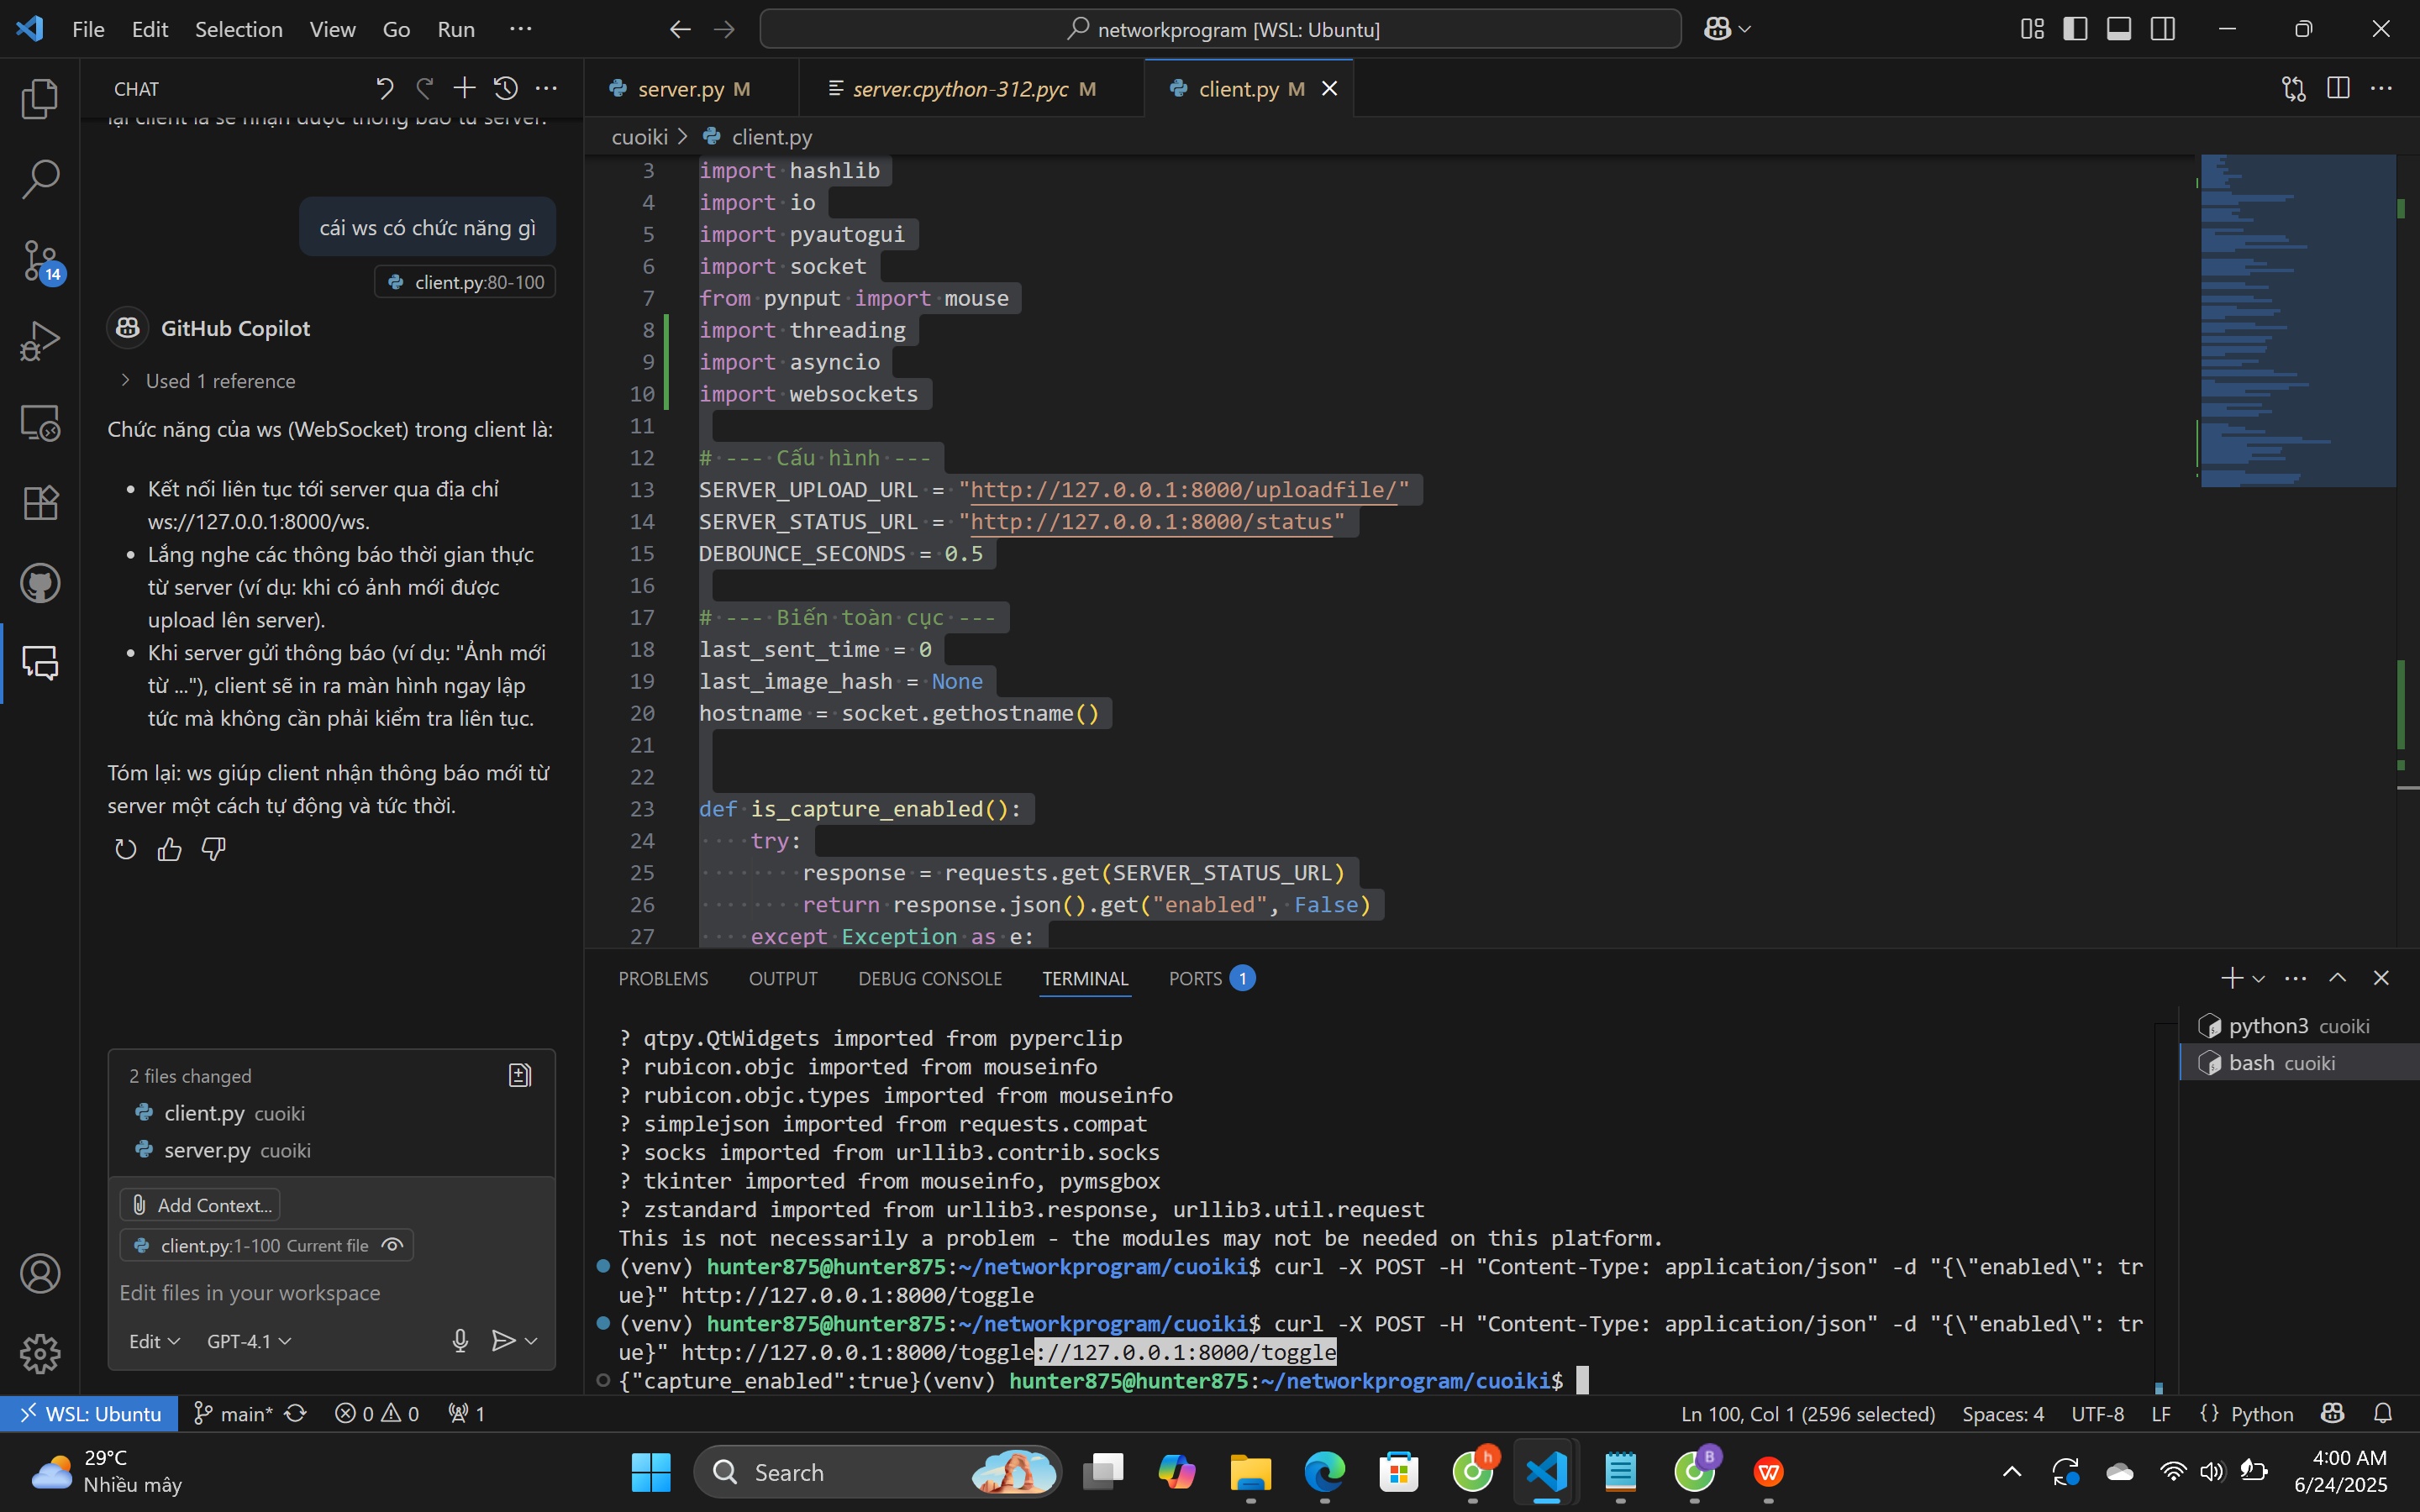 File Edit Selection View Go Run ···
networkprogram [WSL: Ubuntu]
CHAT
lại client là sẽ nhận được thông báo từ server.
cái ws có chức năng gì
client.py:80-100
GitHub Copilot
Used 1 reference
Chức năng của ws (WebSocket) trong client là:
• Kết nối liên tục tới server qua địa chỉ
ws://127.0.0.1:8000/ws.
• Lắng nghe các thông báo thời gian thực
từ server (ví dụ: khi có ảnh mới được
upload lên server).
• Khi server gửi thông báo (ví dụ: "Ảnh mới
từ ..."), client sẽ in ra màn hình ngay lập
tức mà không cần phải kiểm tra liên tục.
Tóm lại: ws giúp client nhận thông báo mới từ
server một cách tự động và tức thời.
2 files changed
client.py cuoiki
server.py cuoiki
Add Context...
client.py:1-100 Current file
Edit files in your workspace
Edit GPT-4.1
14
server.py M server.cpython-312.pyc M client.py M
cuoiki > client.py
3 import hashlib
4 import io
5 import pyautogui
6 import socket
7 from pynput import mouse
8 import threading
9 import asyncio
10 import websockets
11
12 # --- Cấu hình ---
13 SERVER_UPLOAD_URL = "http://127.0.0.1:8000/uploadfile/"
14 SERVER_STATUS_URL = "http://127.0.0.1:8000/status"
15 DEBOUNCE_SECONDS = 0.5
16
17 # --- Biến toàn cục ---
18 last_sent_time = 0
19 last_image_hash = None
20 hostname = socket.gethostname()
21
22
23 def is_capture_enabled():
24 try:
25 response = requests.get(SERVER_STATUS_URL)
26 return response.json().get("enabled", False)
27 except Exception as e:
PROBLEMS OUTPUT DEBUG CONSOLE TERMINAL PORTS 1
? qtpy.QtWidgets imported from pyperclip
? rubicon.objc imported from mouseinfo
? rubicon.objc.types imported from mouseinfo
? simplejson imported from requests.compat
? socks imported from urllib3.contrib.socks
? tkinter imported from mouseinfo, pymsgbox
? zstandard imported from urllib3.response, urllib3.util.request
This is not necessarily a problem - the modules may not be needed on this platform.
(venv) hunter875@hunter875:~/networkprogram/cuoiki$ curl -X POST -H "Content-Type: application/json" -d "{\"enabled\": tr
ue}" http://127.0.0.1:8000/toggle
(venv) hunter875@hunter875:~/networkprogram/cuoiki$ curl -X POST -H "Content-Type: application/json" -d "{\"enabled\": tr
ue}" http://127.0.0.1:8000/toggle://127.0.0.1:8000/toggle
{"capture_enabled":true}(venv) hunter875@hunter875:~/networkprogram/cuoiki$
python3 cuoiki
bash cuoiki
WSL: Ubuntu main* 0 0 1 Ln 100, Col 1 (2596 selected) Spaces: 4 UTF-8 LF {} Python
29°C
Nhiều mây
Search
h
B
W
4:00 AM
6/24/2025